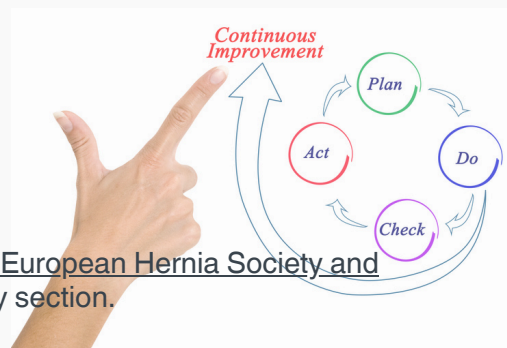 Continuous
Improvement
Plan
Act
Do
Check
European Hernia Society and
y section.